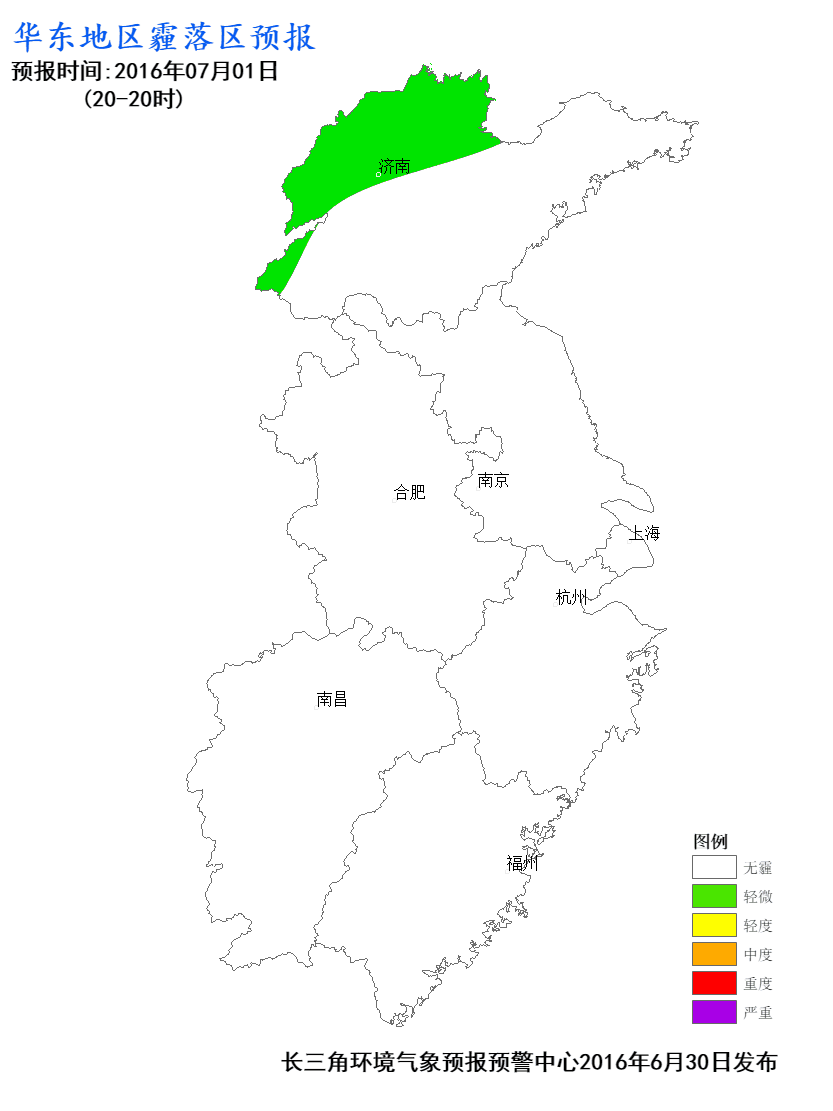 华东地区霾落区预报
预报时间:2016年07月01日
(20-20时)
济南
合肥
南京
上海
杭州
南昌
福州
图例
无霾
轻微
轻度
中度
重度
严重
长三角环境气象预报预警中心2016年6月30日发布